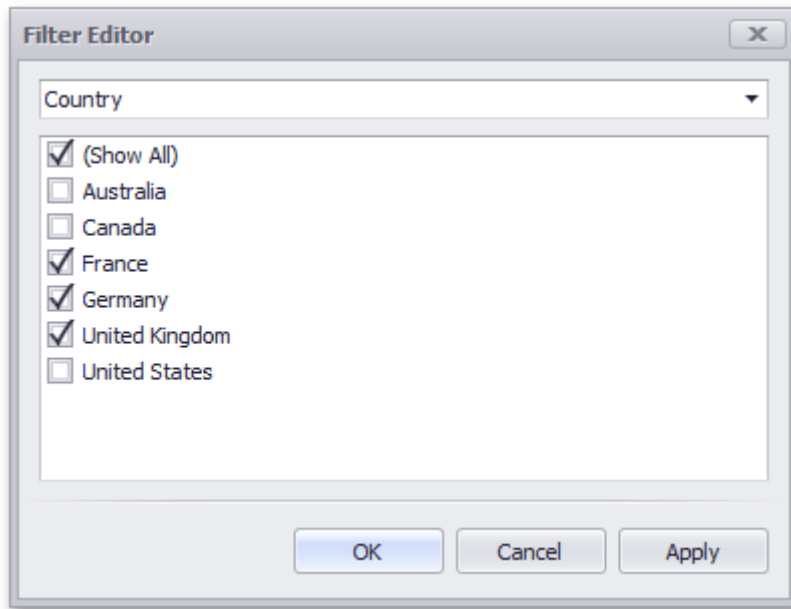 Filter Editor
Country
(Show All)
Australia
Canada
France
Germany
United Kingdom
United States
OK Cancel Apply